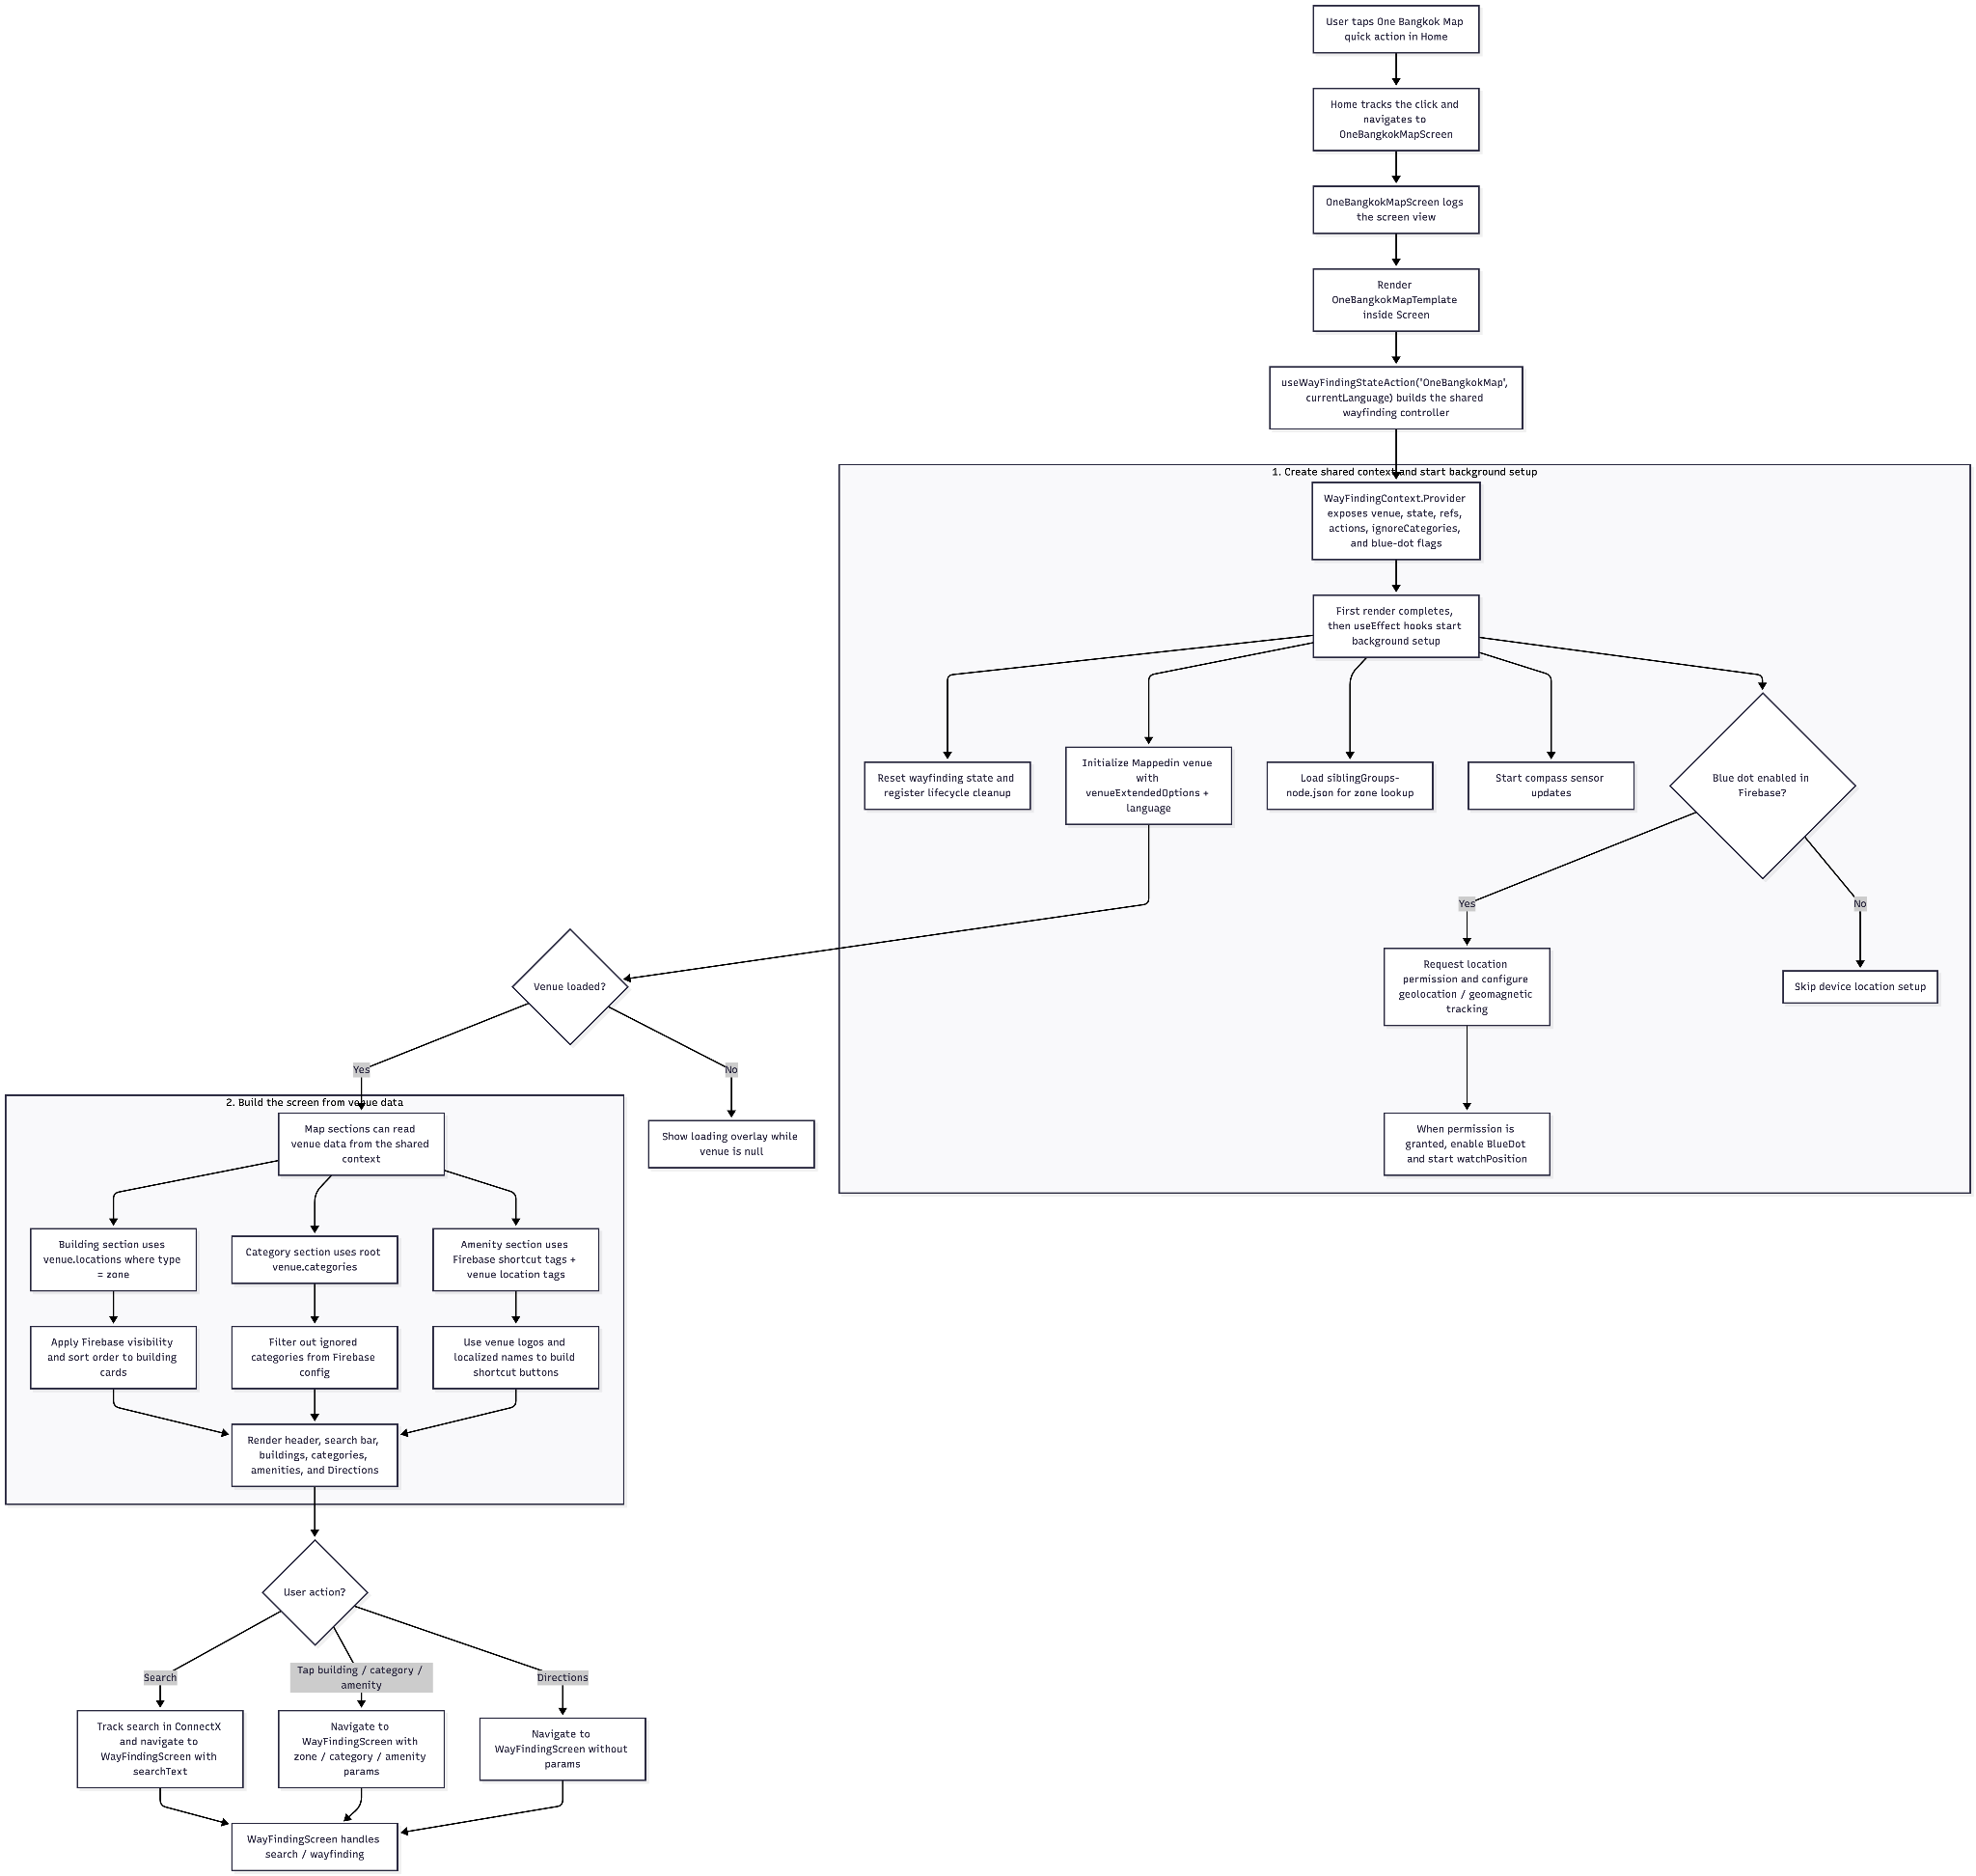 User taps One Bangkok Map
quick action in Home
Home tracks the click and
navigates to
OneBangkokMapScreen
OneBangkokMapScreen logs
the screen view
Render
OneBangkokMapTemplate
inside Screen
useWayFindingStateAction('OneBangkokMap',
currentLanguage) builds the shared
wayfinding controller
1. Create shared context and start background setup
WayFindingContext.Provider
exposes venue, state, refs,
actions, ignoreCategories,
and blue-dot flags
First render completes,
then useEffect hooks start
background setup
Reset wayfinding state and
register lifecycle cleanup
Initialize Mappedin venue
with
venueExtendedOptions +
language
Load siblingGroups-
node.json for zone lookup
Start compass sensor
updates
Blue dot enabled in
Firebase?
Yes
No
Request location
permission and configure
geolocation / geomagnetic
tracking
Skip device location setup
When permission is
granted, enable BlueDot
and start watchPosition
Venue loaded?
Yes
No
Show loading overlay while
venue is null
2. Build the screen from venue data
Map sections can read
venue data from the shared
context
Building section uses
venue.locations where type
= zone
Category section uses root
venue.categories
Amenity section uses
Firebase shortcut tags +
venue location tags
Apply Firebase visibility
and sort order to building
cards
Filter out ignored
categories from Firebase
config
Use venue logos and
localized names to build
shortcut buttons
Render header, search bar,
buildings, categories,
amenities, and Directions
User action?
Search
Tap building / category /
amenity
Directions
Track search in ConnectX
and navigate to
WayFindingScreen with
searchText
Navigate to
WayFindingScreen with
zone / category / amenity
params
Navigate to
WayFindingScreen without
params
WayFindingScreen handles
search / wayfinding